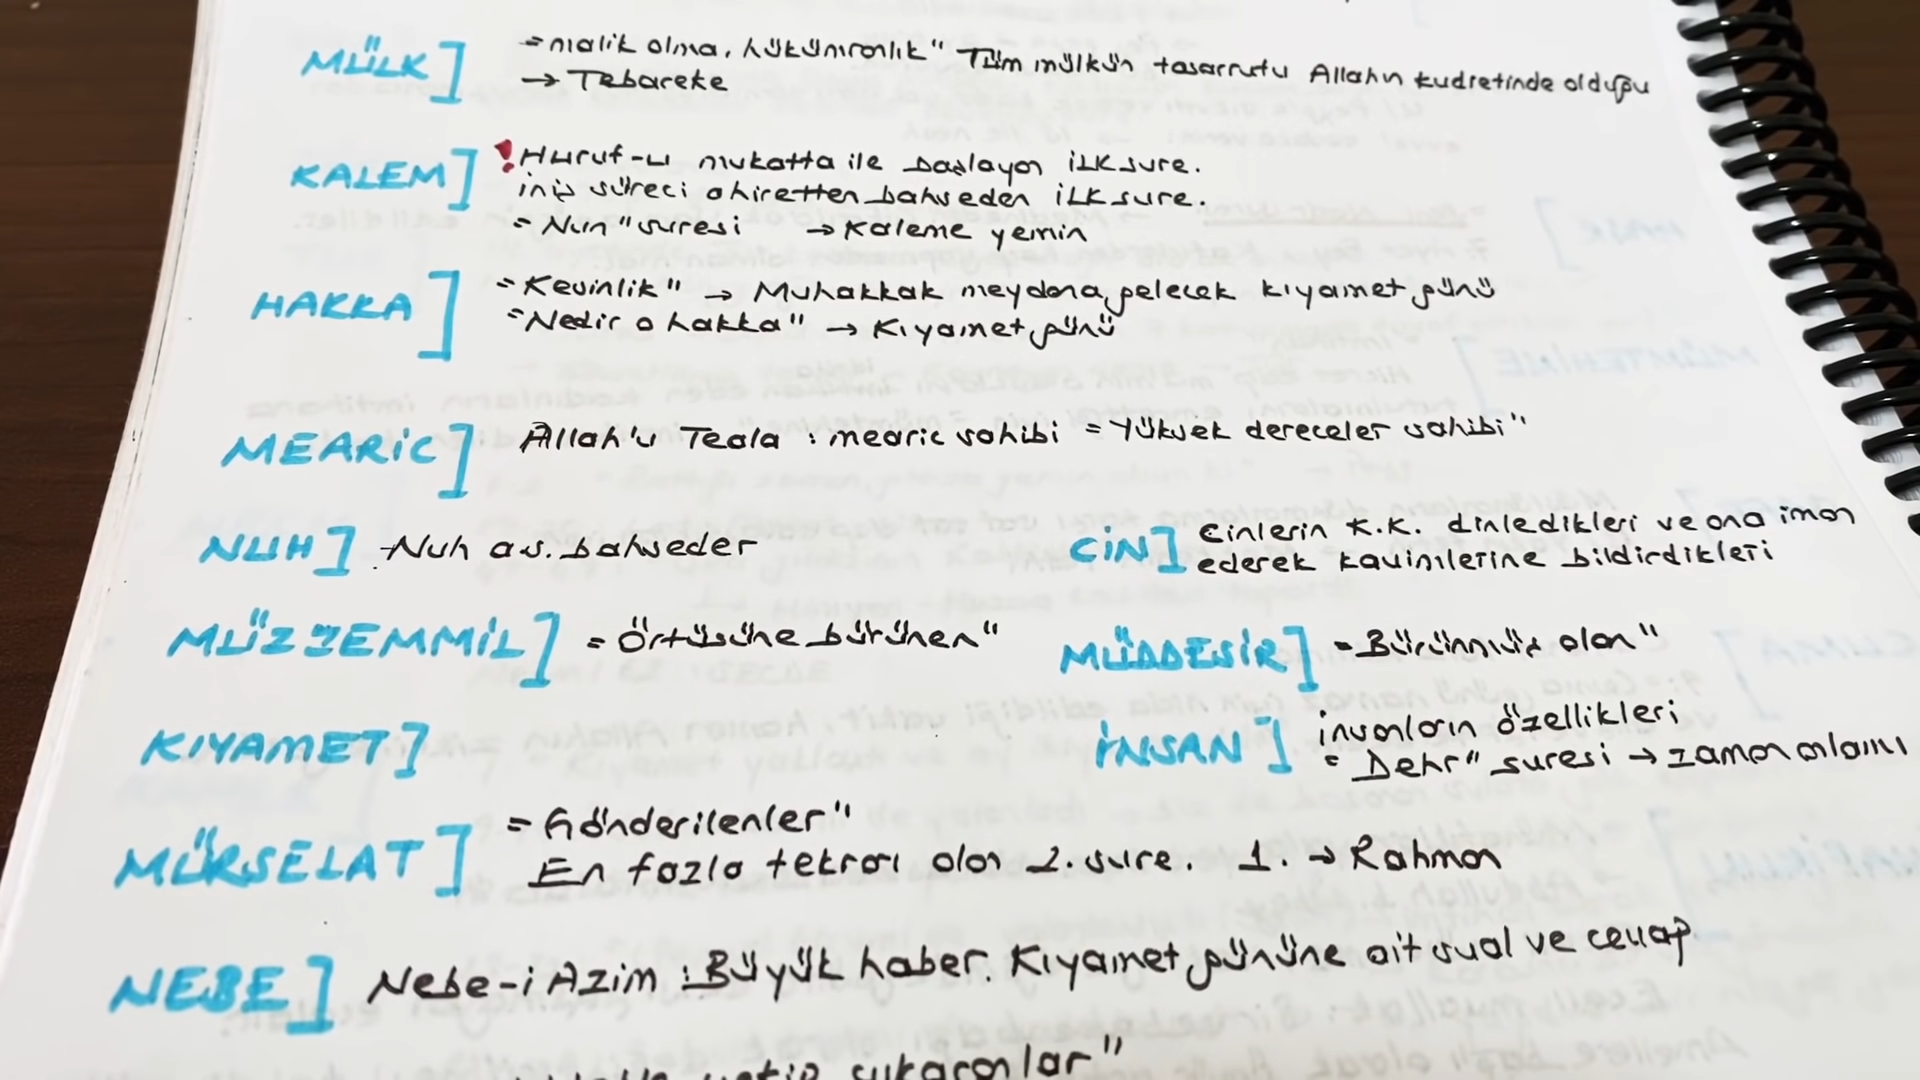 MÜLK] "malik olma, hükümranlık" Tüm mülkün tasarrufu Allahın kudretinde olduğu
→ Tebareke
KALEM] ! Huruf-u mukatta ile başlayan İLK sure.
iniş süreci ahiretten bahseden İLK sure.
"Nun" suresi → Kaleme yemin
HAKKA] "Kesinlik" → Muhakkak meydana gelecek kıyamet günü
"Nedir o hakka" → Kıyamet günü
MEARİC] Allah'u Teala : mearic sahibi "Yüksek dereceler sahibi"
NUH] Nuh a.s. bahseder
CİN] Cinlerin K.K. dinledikleri ve ona iman
ederek kavimlerine bildirdikleri
MÜZZEMMİL] "Örtüsüne bürünen"
MÜDDESİR] "Bürünmüş olan"
KIYAMET]
İNSAN] insanların özellikleri
"Dehr" suresi → zaman anlamı
MÜRSELAT] "Gönderilenler"
En fazla tekrarı olan 2. sure. 1. → Rahman
NEBE] Nebe-i Azim : Büyük haber. Kıyamet gününe ait sual ve cevap
çıkaranlar"